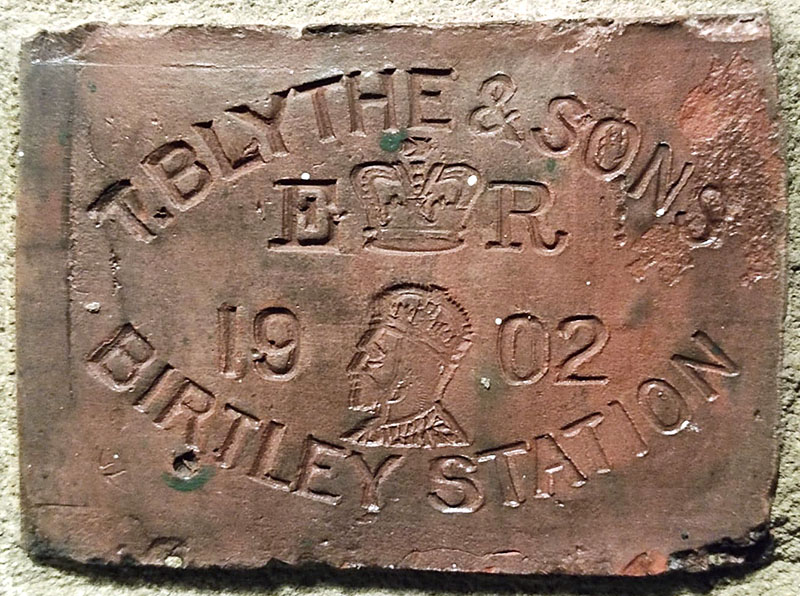 T. BLYTHE & SONS
E R
19 02
BIRTLEY STATION